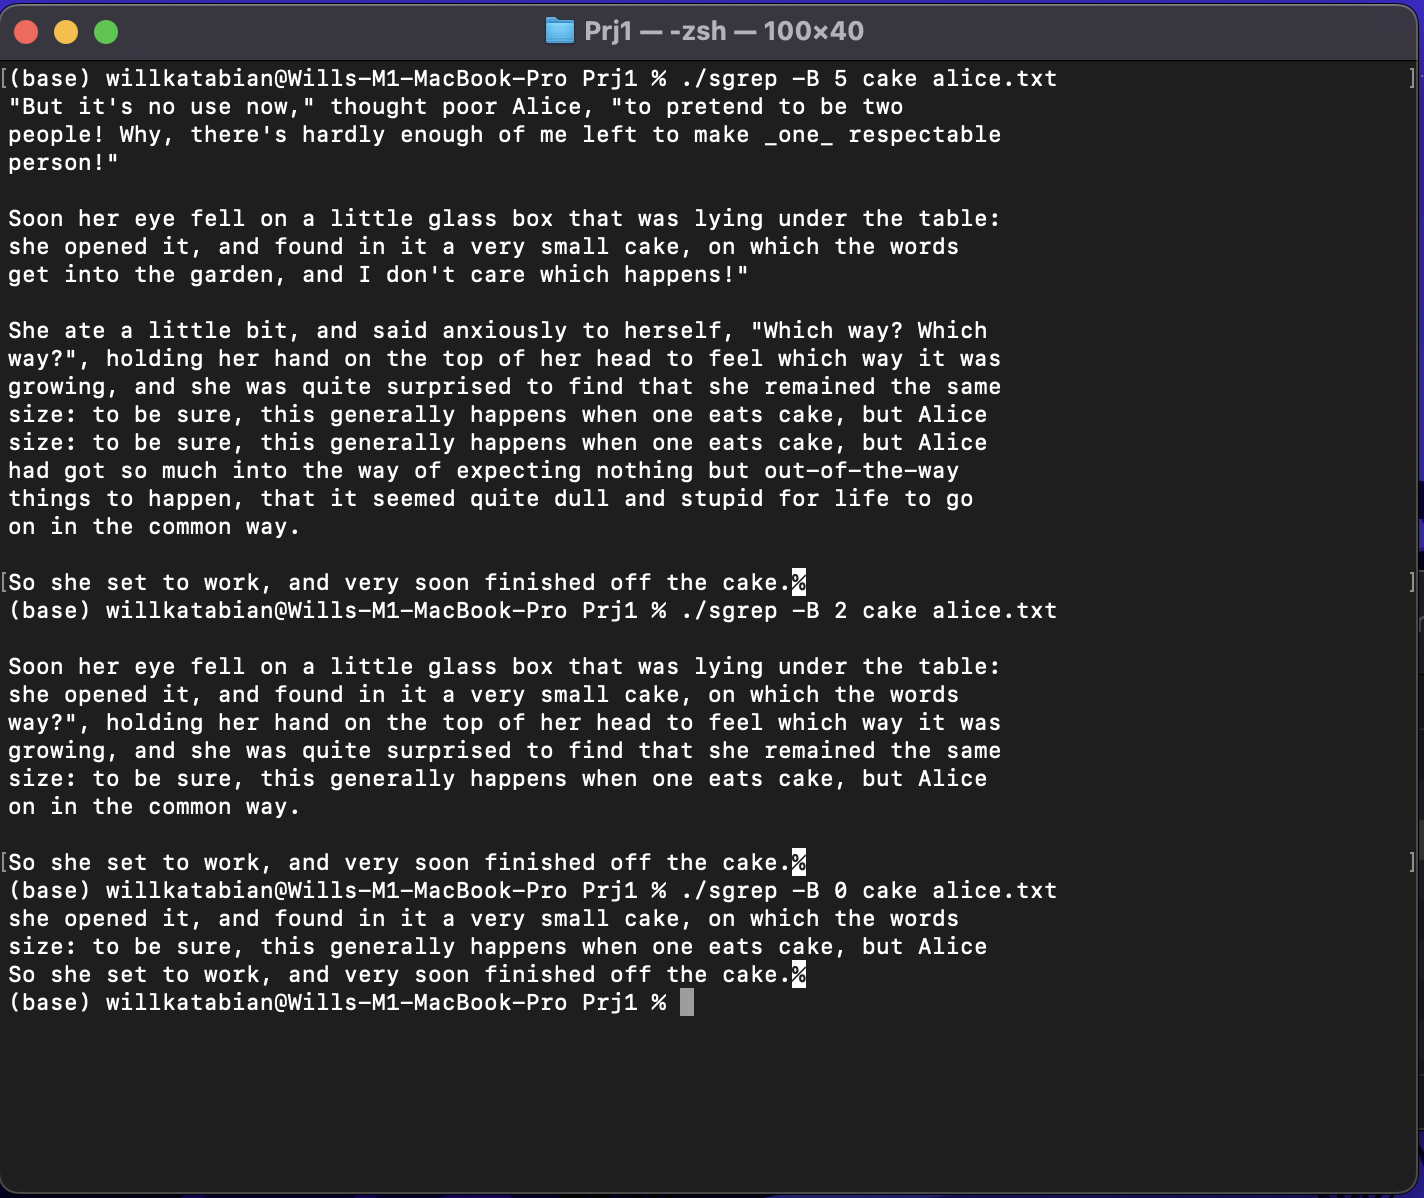 Prj1 — -zsh — 100×40
[(base) willkatabian@Wills-M1-MacBook-Pro Prj1 % ./sgrep -B 5 cake alice.txt ]
"But it's no use now," thought poor Alice, "to pretend to be two
people! Why, there's hardly enough of me left to make _one_ respectable
person!"
Soon her eye fell on a little glass box that was lying under the table:
she opened it, and found in it a very small cake, on which the words
get into the garden, and I don't care which happens!"
She ate a little bit, and said anxiously to herself, "Which way? Which
way?", holding her hand on the top of her head to feel which way it was
growing, and she was quite surprised to find that she remained the same
size: to be sure, this generally happens when one eats cake, but Alice
size: to be sure, this generally happens when one eats cake, but Alice
had got so much into the way of expecting nothing but out-of-the-way
things to happen, that it seemed quite dull and stupid for life to go
on in the common way.
[So she set to work, and very soon finished off the cake.% ]
(base) willkatabian@Wills-M1-MacBook-Pro Prj1 % ./sgrep -B 2 cake alice.txt
Soon her eye fell on a little glass box that was lying under the table:
she opened it, and found in it a very small cake, on which the words
way?", holding her hand on the top of her head to feel which way it was
growing, and she was quite surprised to find that she remained the same
size: to be sure, this generally happens when one eats cake, but Alice
on in the common way.
[So she set to work, and very soon finished off the cake.% ]
(base) willkatabian@Wills-M1-MacBook-Pro Prj1 % ./sgrep -B 0 cake alice.txt
she opened it, and found in it a very small cake, on which the words
size: to be sure, this generally happens when one eats cake, but Alice
So she set to work, and very soon finished off the cake.%
(base) willkatabian@Wills-M1-MacBook-Pro Prj1 %